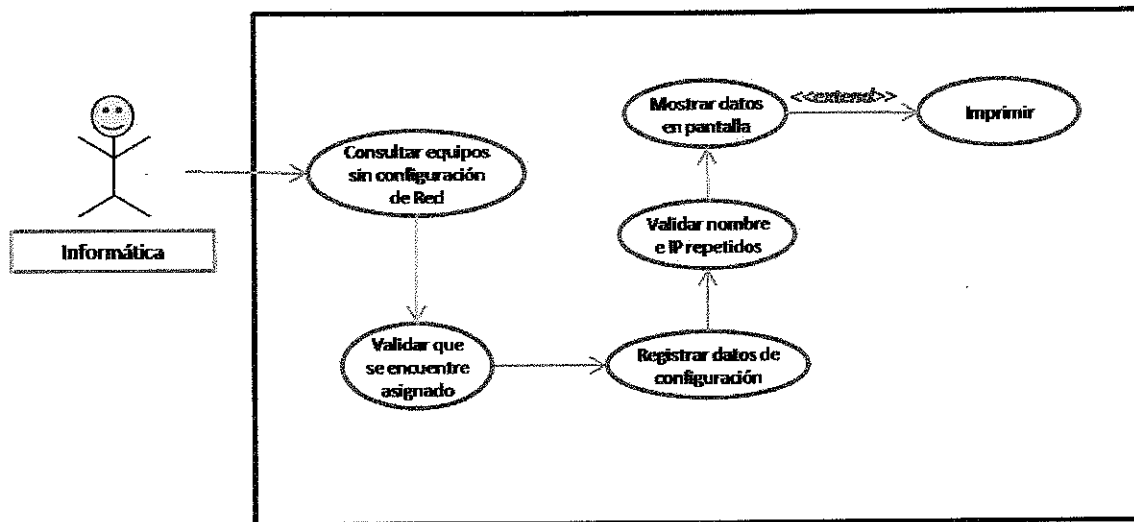 Informática
Consultar equipos
sin configuración
de Red
Validar que
se encuentre
asignado
Registrar datos de
configuración
Validar nombre
e IP repetidos
Mostrar datos
en pantalla
<<extend>>
Imprimir